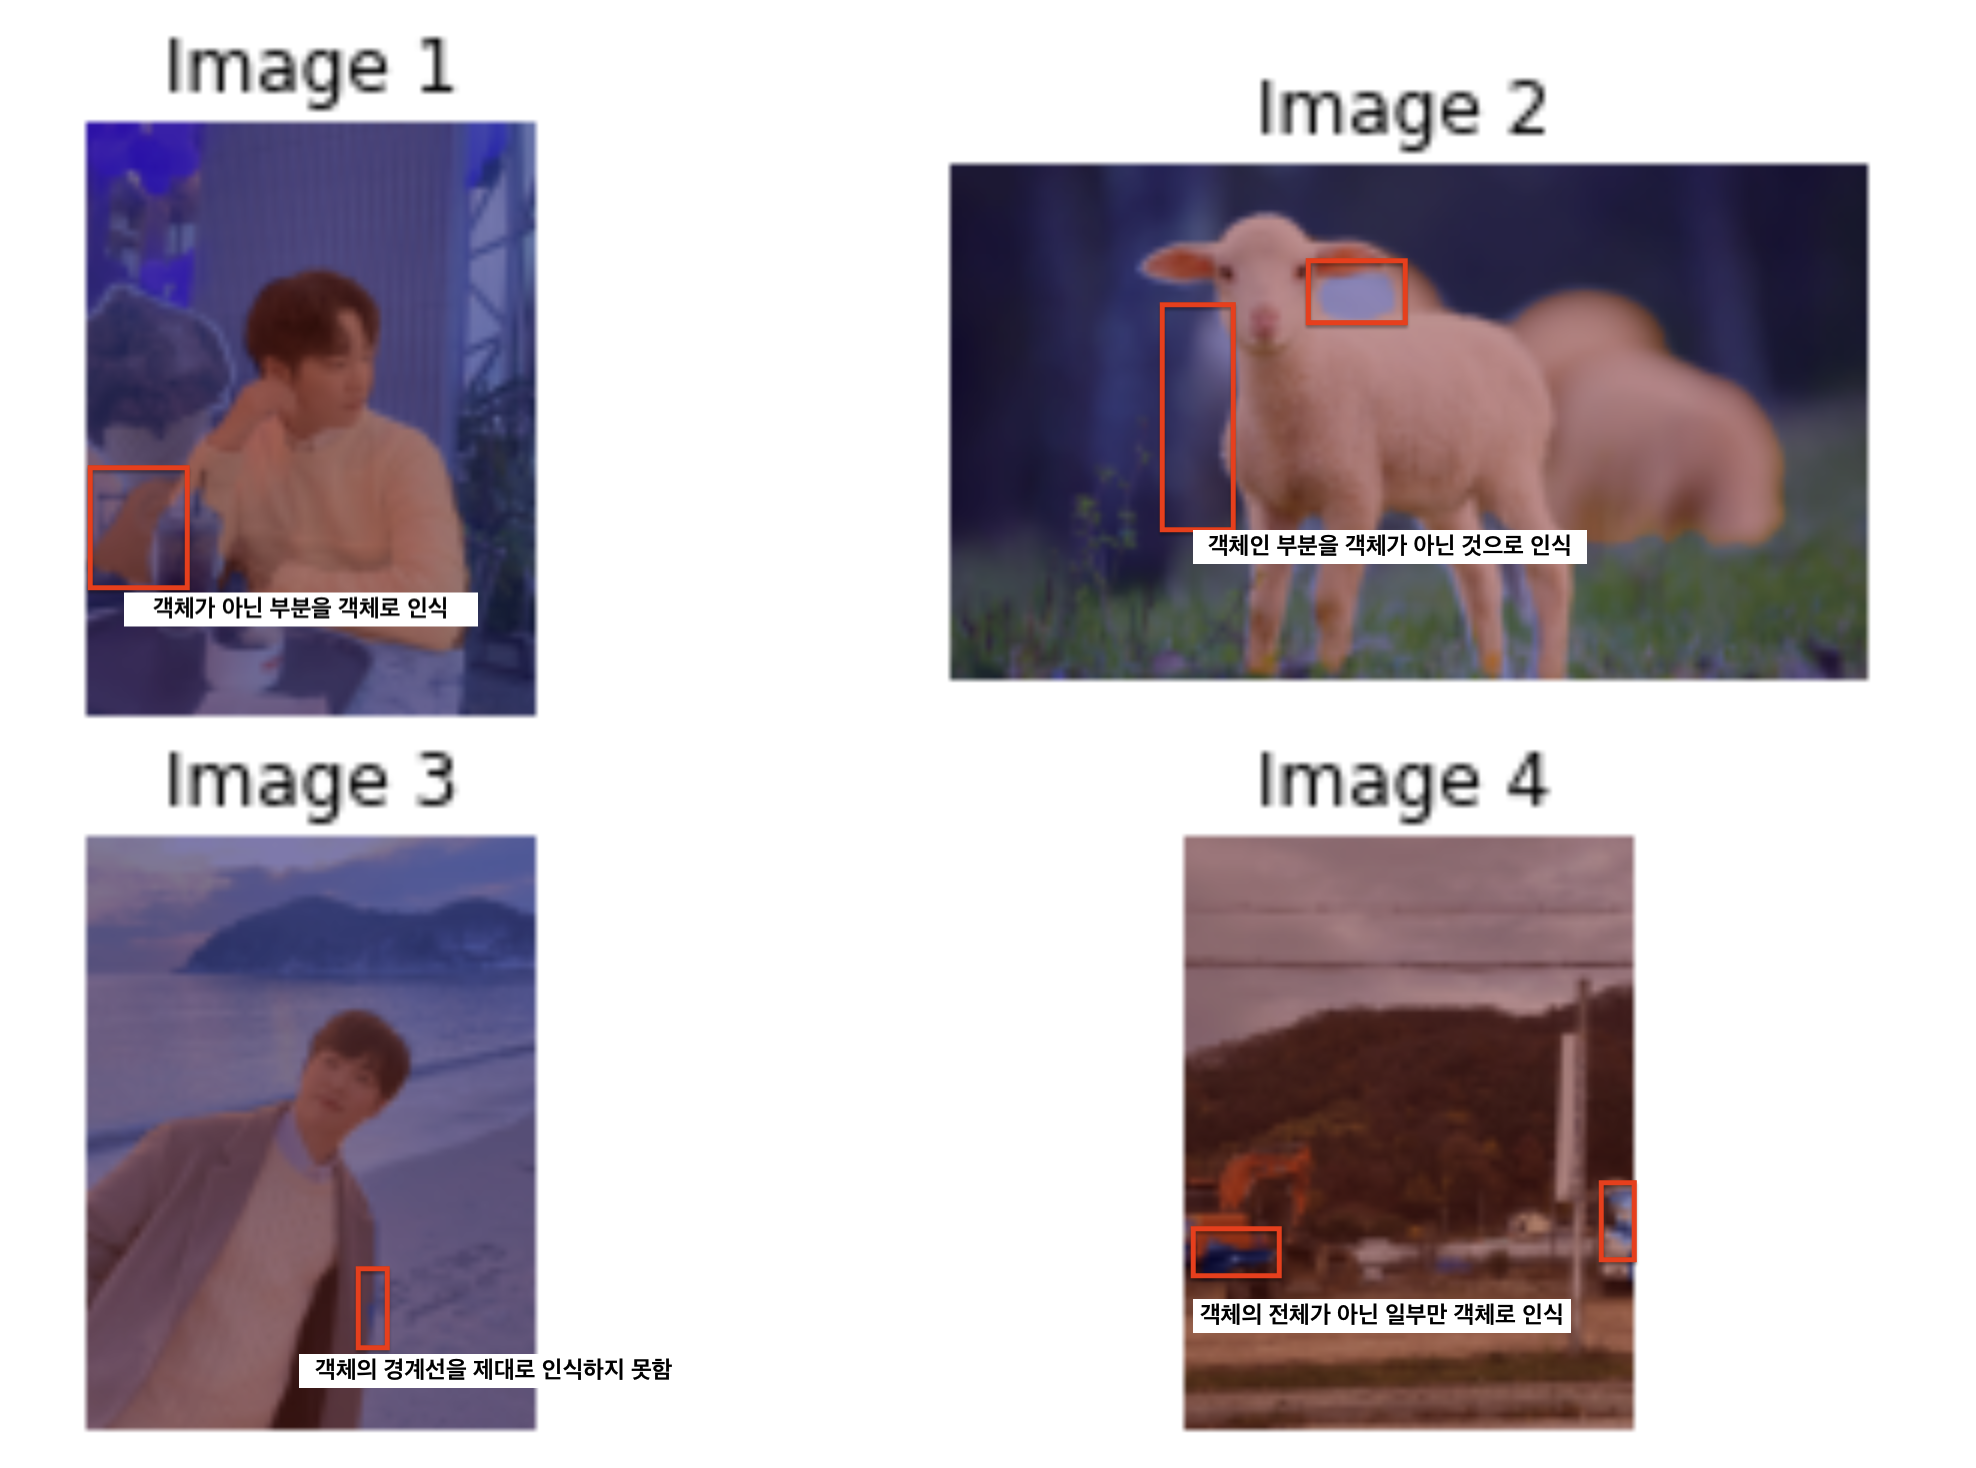 Image 1
Image 2
객체인 부분을 객체가 아닌 것으로 인식
객체가 아닌 부분을 객체로 인식
Image 3
Image 4
객체의 전체가 아닌 일부만 객체로 인식
객체의 경계선을 제대로 인식하지 못함